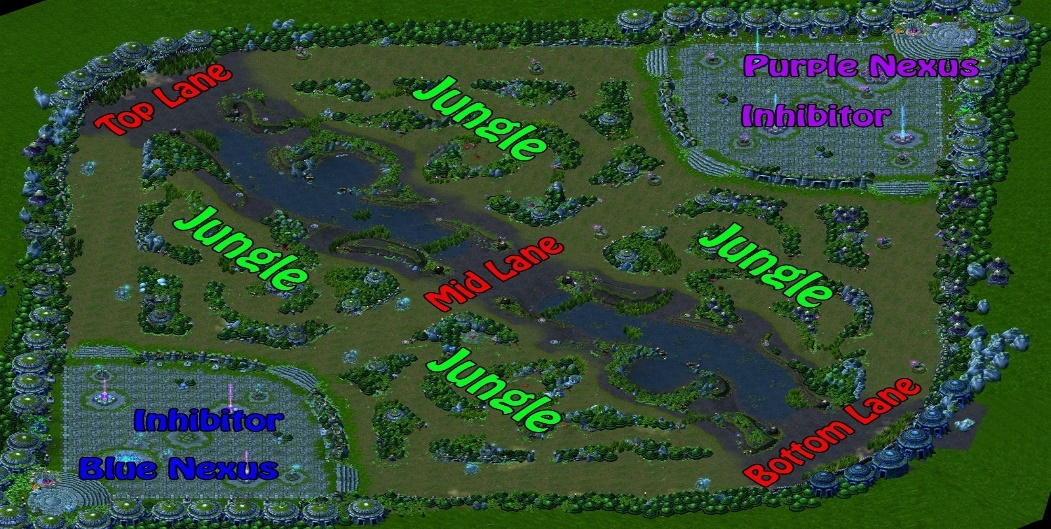 Purple Nexus
Inhibitor
Top Lane
Jungle
Jungle
Mid Lane
Jungle
Jungle
Bottom Lane
Inhibitor
Blue Nexus